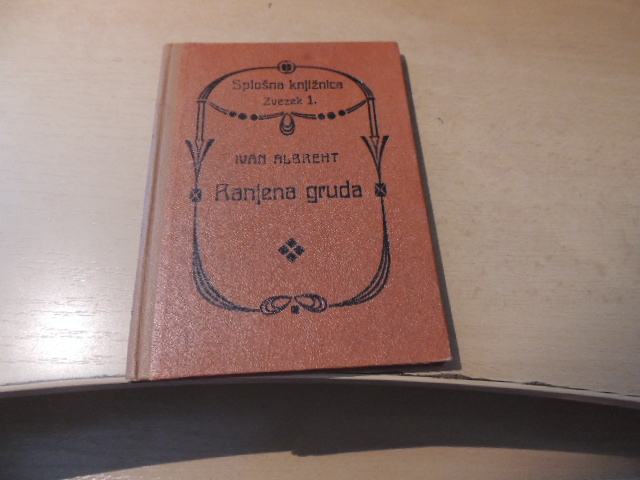 Splošna knjižnica
Zvezek 1.
IVAN ALBREHT
Ranjena gruda